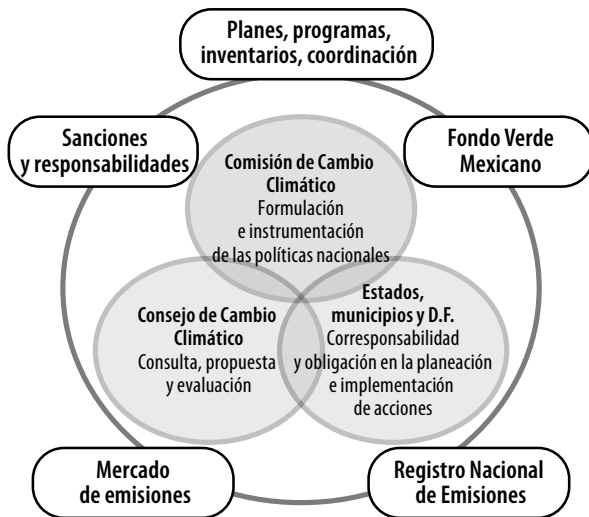 Planes, programas,
inventarios, coordinación
Sanciones
y responsabilidades
Fondo Verde
Mexicano
Comisión de Cambio
Climático
Formulación
e instrumentación
de las políticas nacionales
Consejo de Cambio
Climático
Consulta, propuesta
y evaluación
Estados,
municipios y D.F.
Corresponsabilidad
y obligación en la planeación
e implementación
de acciones
Mercado
de emisiones
Registro Nacional
de Emisiones